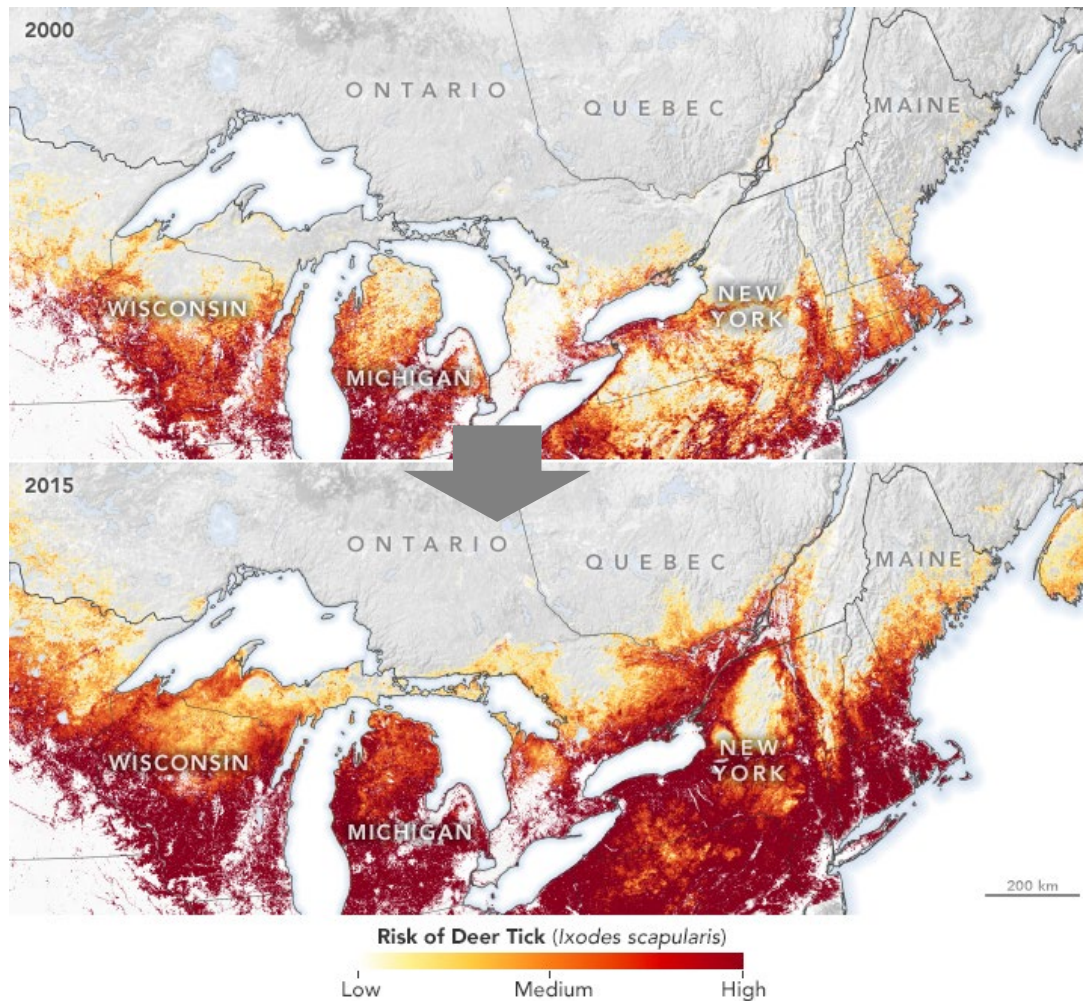 2000
ONTARIO
QUEBEC
MAINE
WISCONSIN
NEW
YORK
MICHIGAN
2015
ONTARIO
QUEBEC
MAINE
WISCONSIN
NEW
YORK
MICHIGAN
200 km
Risk of Deer Tick (Ixodes scapularis)
Low Medium High